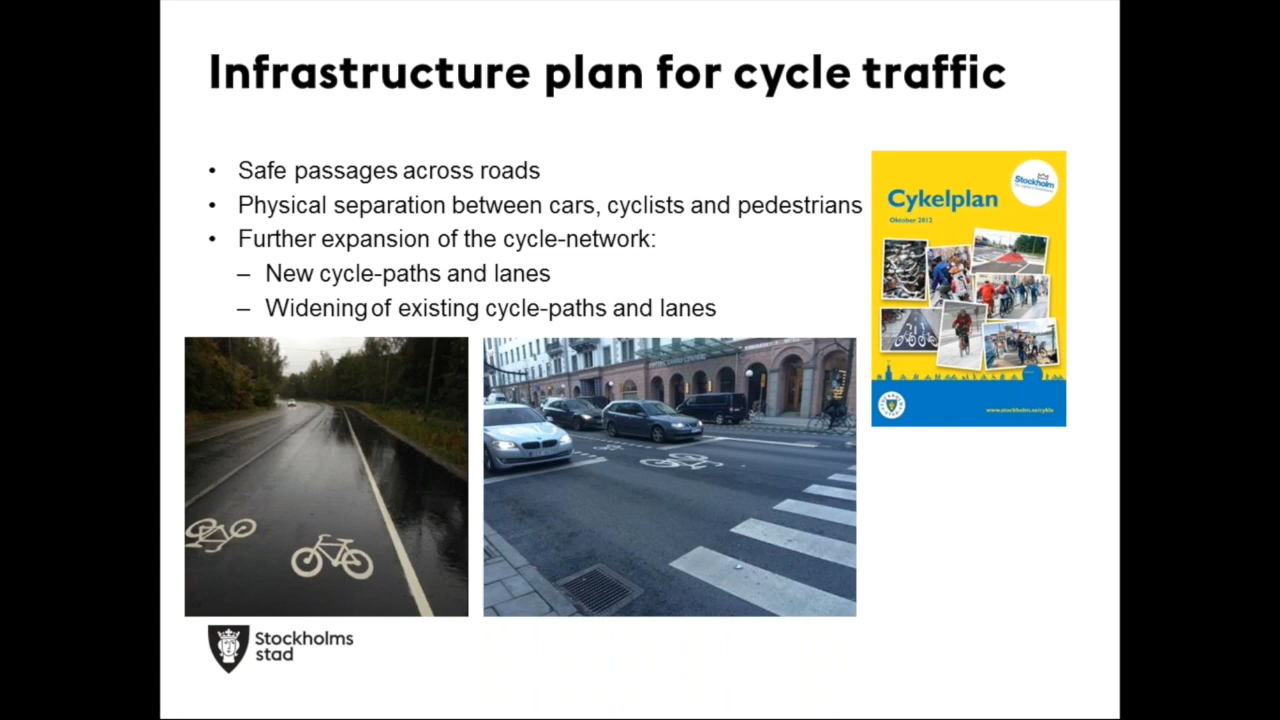 Infrastructure plan for cycle traffic
• Safe passages across roads
• Physical separation between cars, cyclists and pedestrians
• Further expansion of the cycle-network:
– New cycle-paths and lanes
– Widening of existing cycle-paths and lanes
Stockholm
Cykelplan
Oktober 2012
www.stockholm.se/cykla
Stockholms
stad